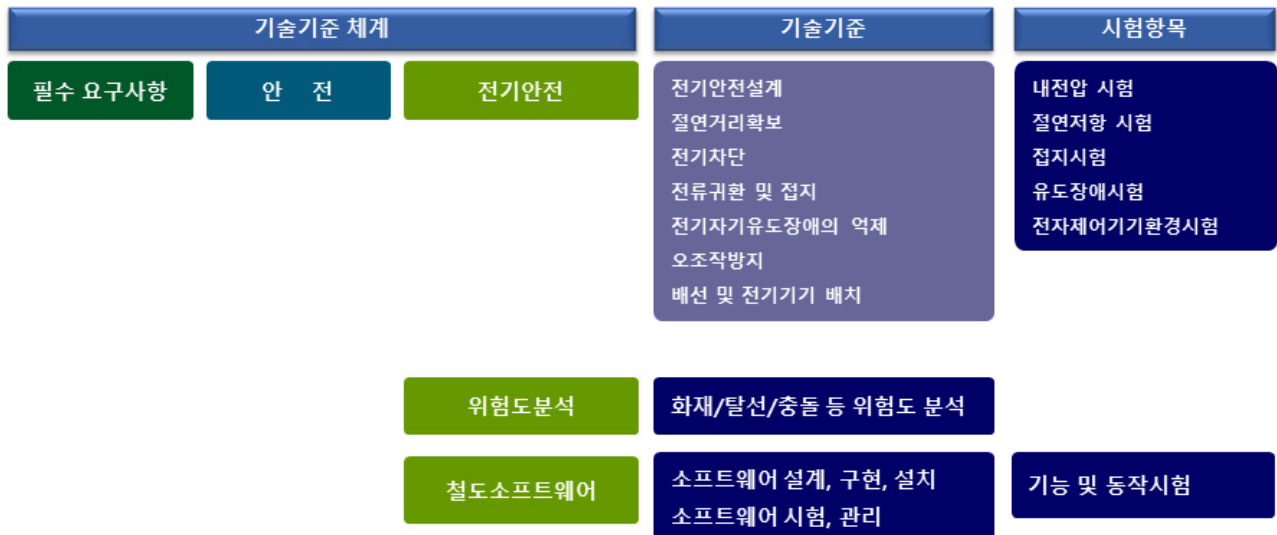 기술기준 체계
기술기준
시험항목
필수 요구사항
안 전
전기안전
전기안전설계
절연거리확보
전기차단
전류귀환 및 접지
전기자기유도장애의 억제
오조작방지
배선 및 전기기기 배치
내전압 시험
절연저항 시험
접지시험
유도장애시험
전자제어기기환경시험
위험도분석
화재/탈선/충돌 등 위험도 분석
철도소프트웨어
소프트웨어 설계, 구현, 설치
소프트웨어 시험, 관리
기능 및 동작시험